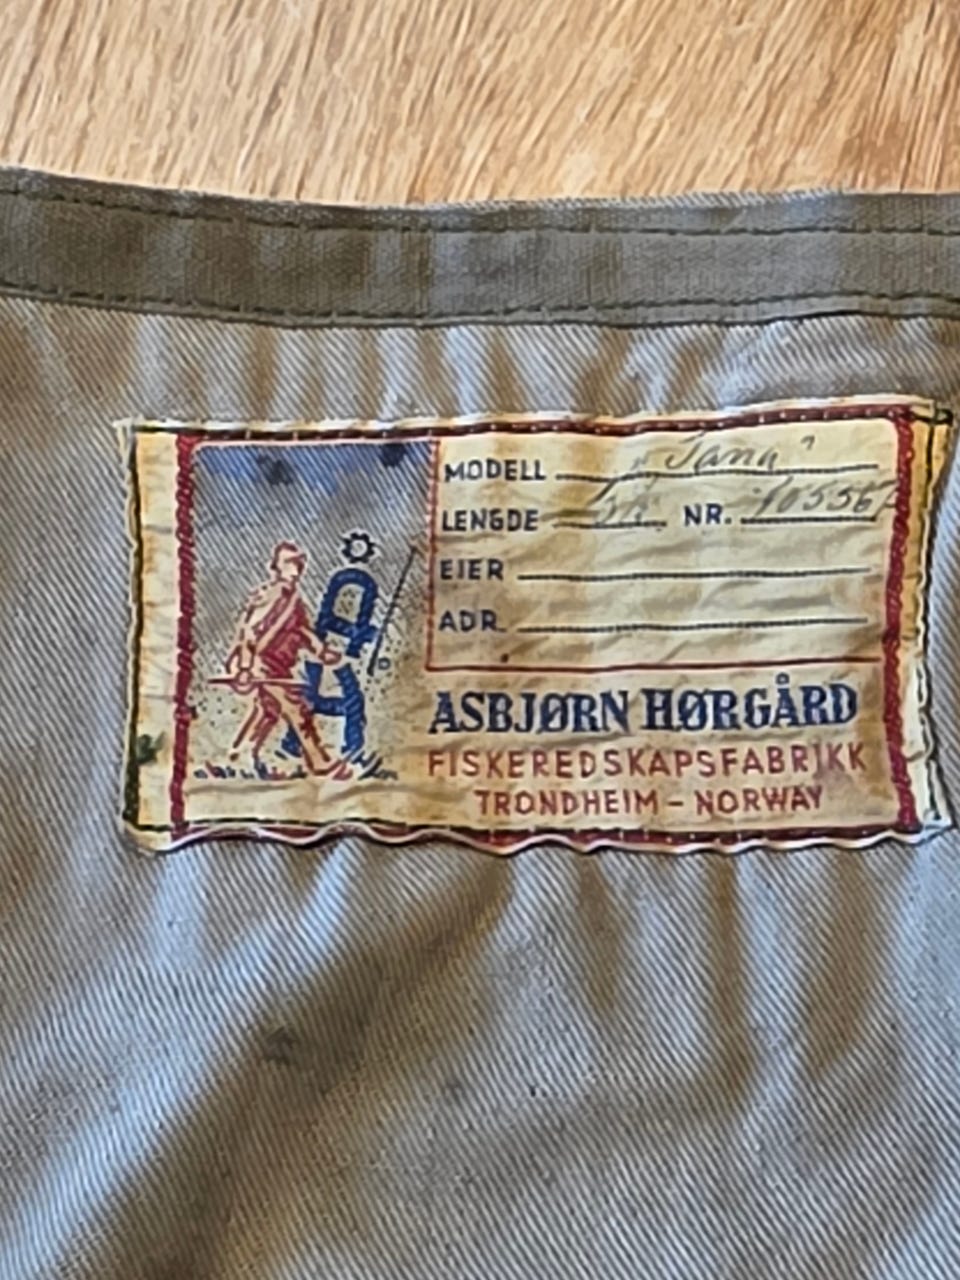 MODELL "Tana"
LENGDE NR.
EIER
ADR.
ASBJØRN HØRGÅRD
FISKEREDSKAPSFABRIKK
TRONDHEIM - NORWAY